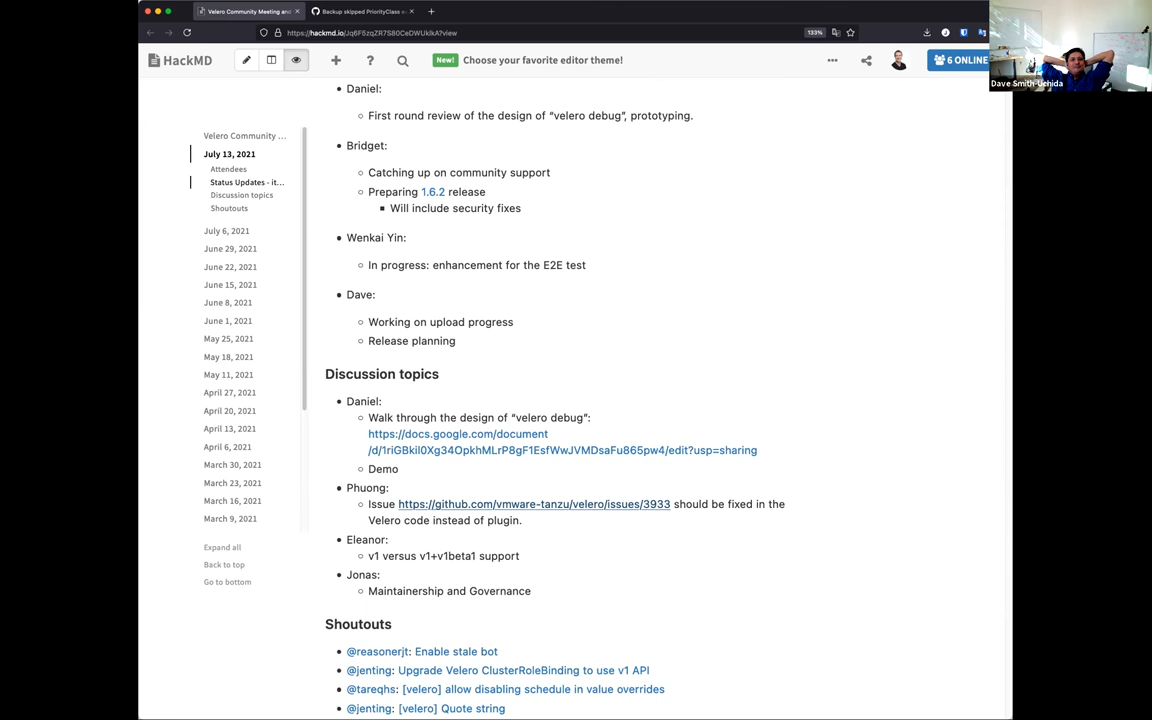 Velero Community Meeting and
Backup skipped PriorityClass
https://hackmd.io/Jq6F5zqZR7S80CeDWUkIkA?view
133%
HackMD
New! Choose your favorite editor theme!
6 ONLINE
Dave Smith-Uchida
Velero Community ...
July 13, 2021
Attendees
Status Updates - it...
Discussion topics
Shoutouts
July 6, 2021
June 29, 2021
June 22, 2021
June 15, 2021
June 8, 2021
June 1, 2021
May 25, 2021
May 18, 2021
May 11, 2021
April 27, 2021
April 20, 2021
April 13, 2021
April 6, 2021
March 30, 2021
March 23, 2021
March 16, 2021
March 9, 2021
Expand all
Back to top
Go to bottom
Daniel:
First round review of the design of “velero debug”, prototyping.
Bridget:
Catching up on community support
Preparing 1.6.2 release
Will include security fixes
Wenkai Yin:
In progress: enhancement for the E2E test
Dave:
Working on upload progress
Release planning
Discussion topics
Daniel:
Walk through the design of “velero debug”:
https://docs.google.com/document
/d/1riGBkil0Xg34OpkhMLrP8gF1EsfWwJVMDsaFu865pw4/edit?usp=sharing
Demo
Phuong:
Issue https://github.com/vmware-tanzu/velero/issues/3933 should be fixed in the
Velero code instead of plugin.
Eleanor:
v1 versus v1+v1beta1 support
Jonas:
Maintainership and Governance
Shoutouts
@reasonerjt: Enable stale bot
@jenting: Upgrade Velero ClusterRoleBinding to use v1 API
@tareqhs: [velero] allow disabling schedule in value overrides
@jenting: [velero] Quote string